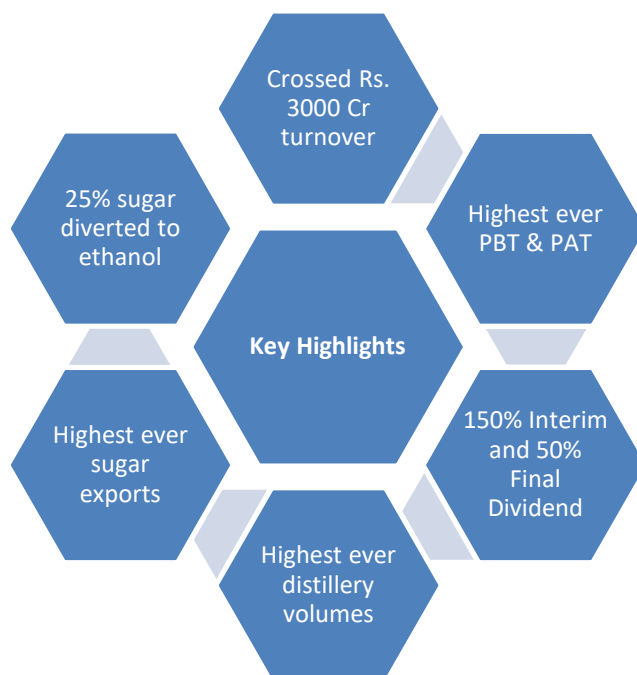 Crossed Rs.
3000 Cr
turnover
25% sugar
diverted to
ethanol
Highest ever
PBT & PAT
Key Highlights
Highest ever
sugar
exports
150% Interim
and 50%
Final
Dividend
Highest ever
distillery
volumes